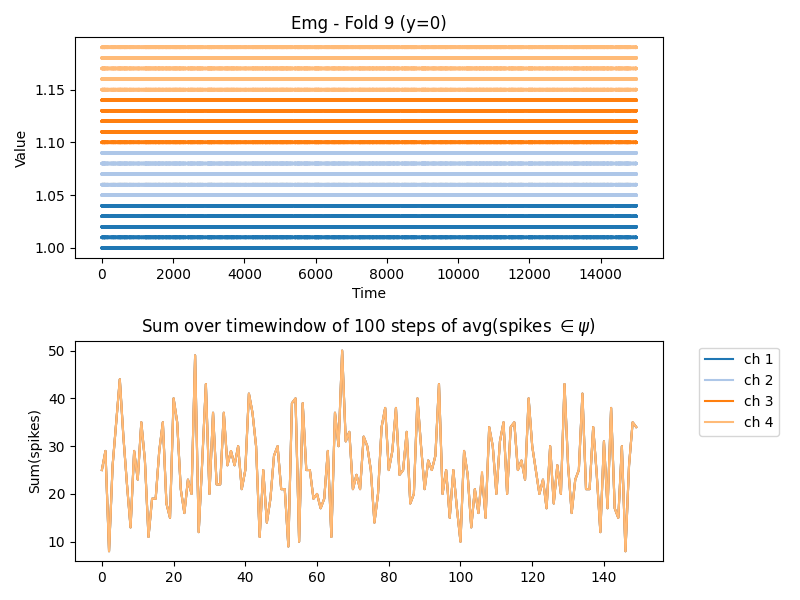 Emg - Fold 9 (y=0)
Value
1.15
1.10
1.05
1.00
0 2000 4000 6000 8000 10000 12000 14000
Time
Sum over timewindow of 100 steps of avg(spikes ∈ ψ)
Sum(spikes)
50
40
30
20
10
0 20 40 60 80 100 120 140
ch 1
ch 2
ch 3
ch 4